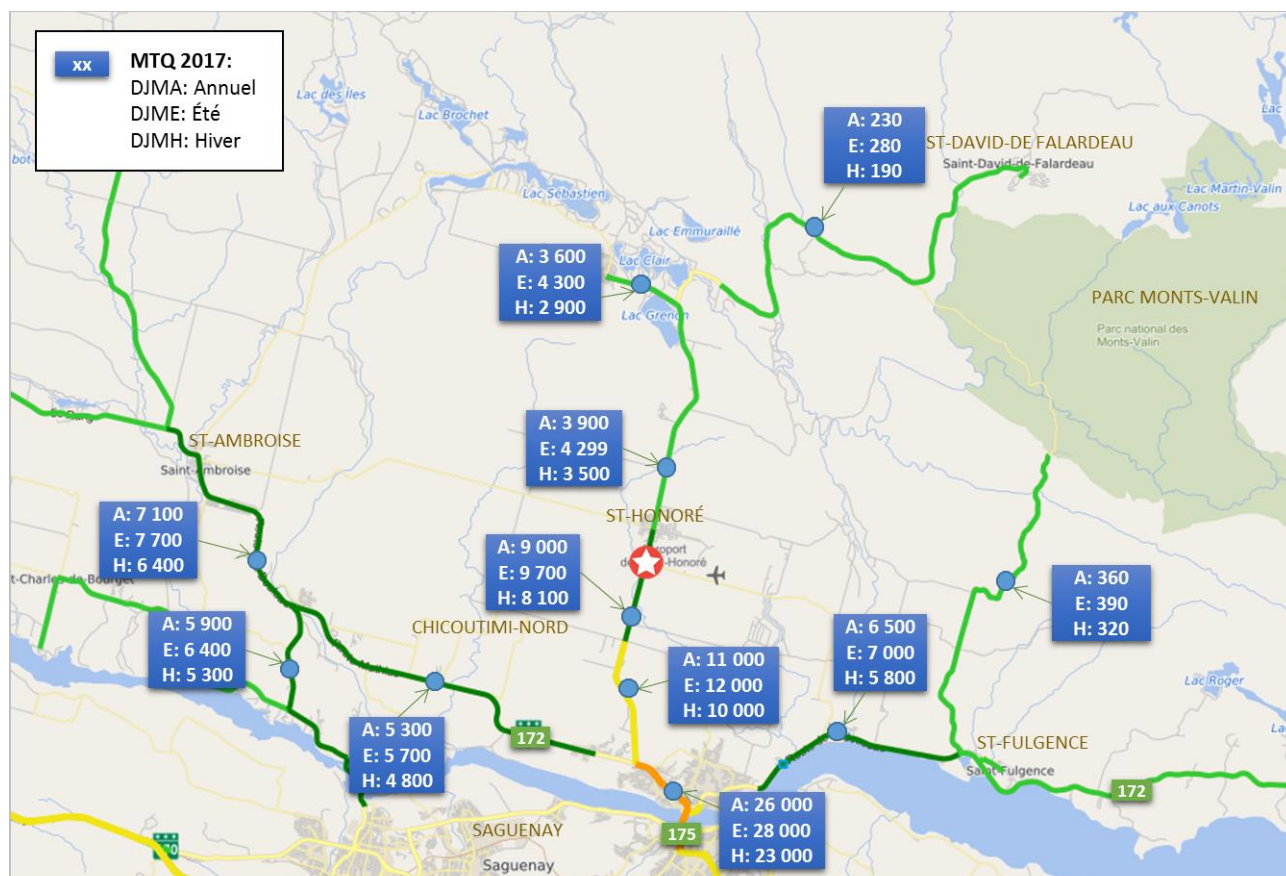 xx
MTQ 2017:
DJMA: Annuel
DJME: Été
DJMH: Hiver
Lac des Iles
Lac Brochet
A: 230
E: 280
H: 190
ST-DAVID-DE FALARDEAU
Saint-David-de-Falardeau
Lac Sébastien
Lac Martin-Valin
Lac aux Canots
Lac Emmuraillé
A: 3 600
E: 4 300
H: 2 900
Lac Clair
Lac Grenon
PARC MONTS-VALIN
Parc national des
Monts-Valin
ST-AMBROISE
Saint-Ambroise
A: 3 900
E: 4 299
H: 3 500
A: 7 100
E: 7 700
H: 6 400
ST-HONORÉ
A: 9 000
E: 9 700
H: 8 100
t-Charles-de-Bourget
A: 360
E: 390
H: 320
A: 5 900
E: 6 400
H: 5 300
CHICOUTIMI-NORD
A: 6 500
E: 7 000
H: 5 800
A: 11 000
E: 12 000
H: 10 000
Lac Roger
A: 5 300
E: 5 700
H: 4 800
172
ST-FULGENCE
Saint-Fulgence
172
A: 26 000
E: 28 000
H: 23 000
SAGUENAY
175
Saguenay